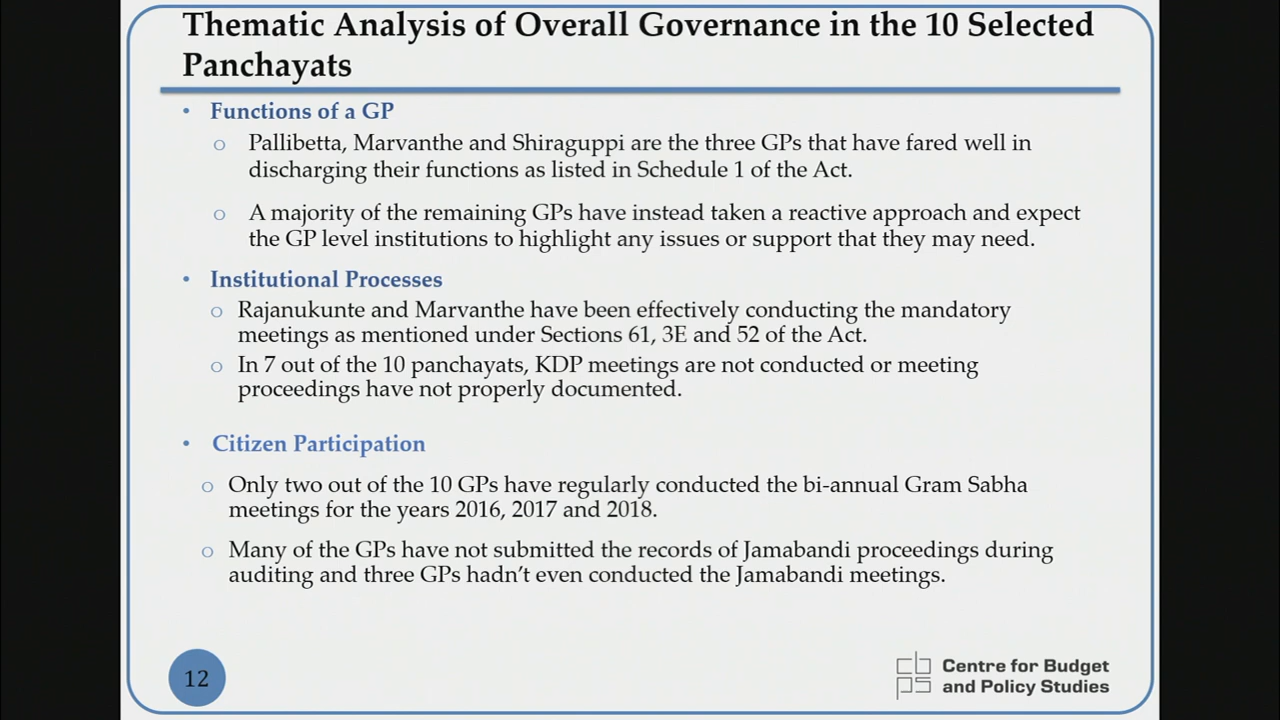 Thematic Analysis of Overall Governance in the 10 Selected
Panchayats
• Functions of a GP
o Pallibetta, Marvanthe and Shiraguppi are the three GPs that have fared well in
discharging their functions as listed in Schedule 1 of the Act.
o A majority of the remaining GPs have instead taken a reactive approach and expect
the GP level institutions to highlight any issues or support that they may need.
• Institutional Processes
o Rajanukunte and Marvanthe have been effectively conducting the mandatory
meetings as mentioned under Sections 61, 3E and 52 of the Act.
o In 7 out of the 10 panchayats, KDP meetings are not conducted or meeting
proceedings have not properly documented.
• Citizen Participation
o Only two out of the 10 GPs have regularly conducted the bi-annual Gram Sabha
meetings for the years 2016, 2017 and 2018.
o Many of the GPs have not submitted the records of Jamabandi proceedings during
auditing and three GPs hadn't even conducted the Jamabandi meetings.
12
cb
ps
Centre for Budget
and Policy Studies